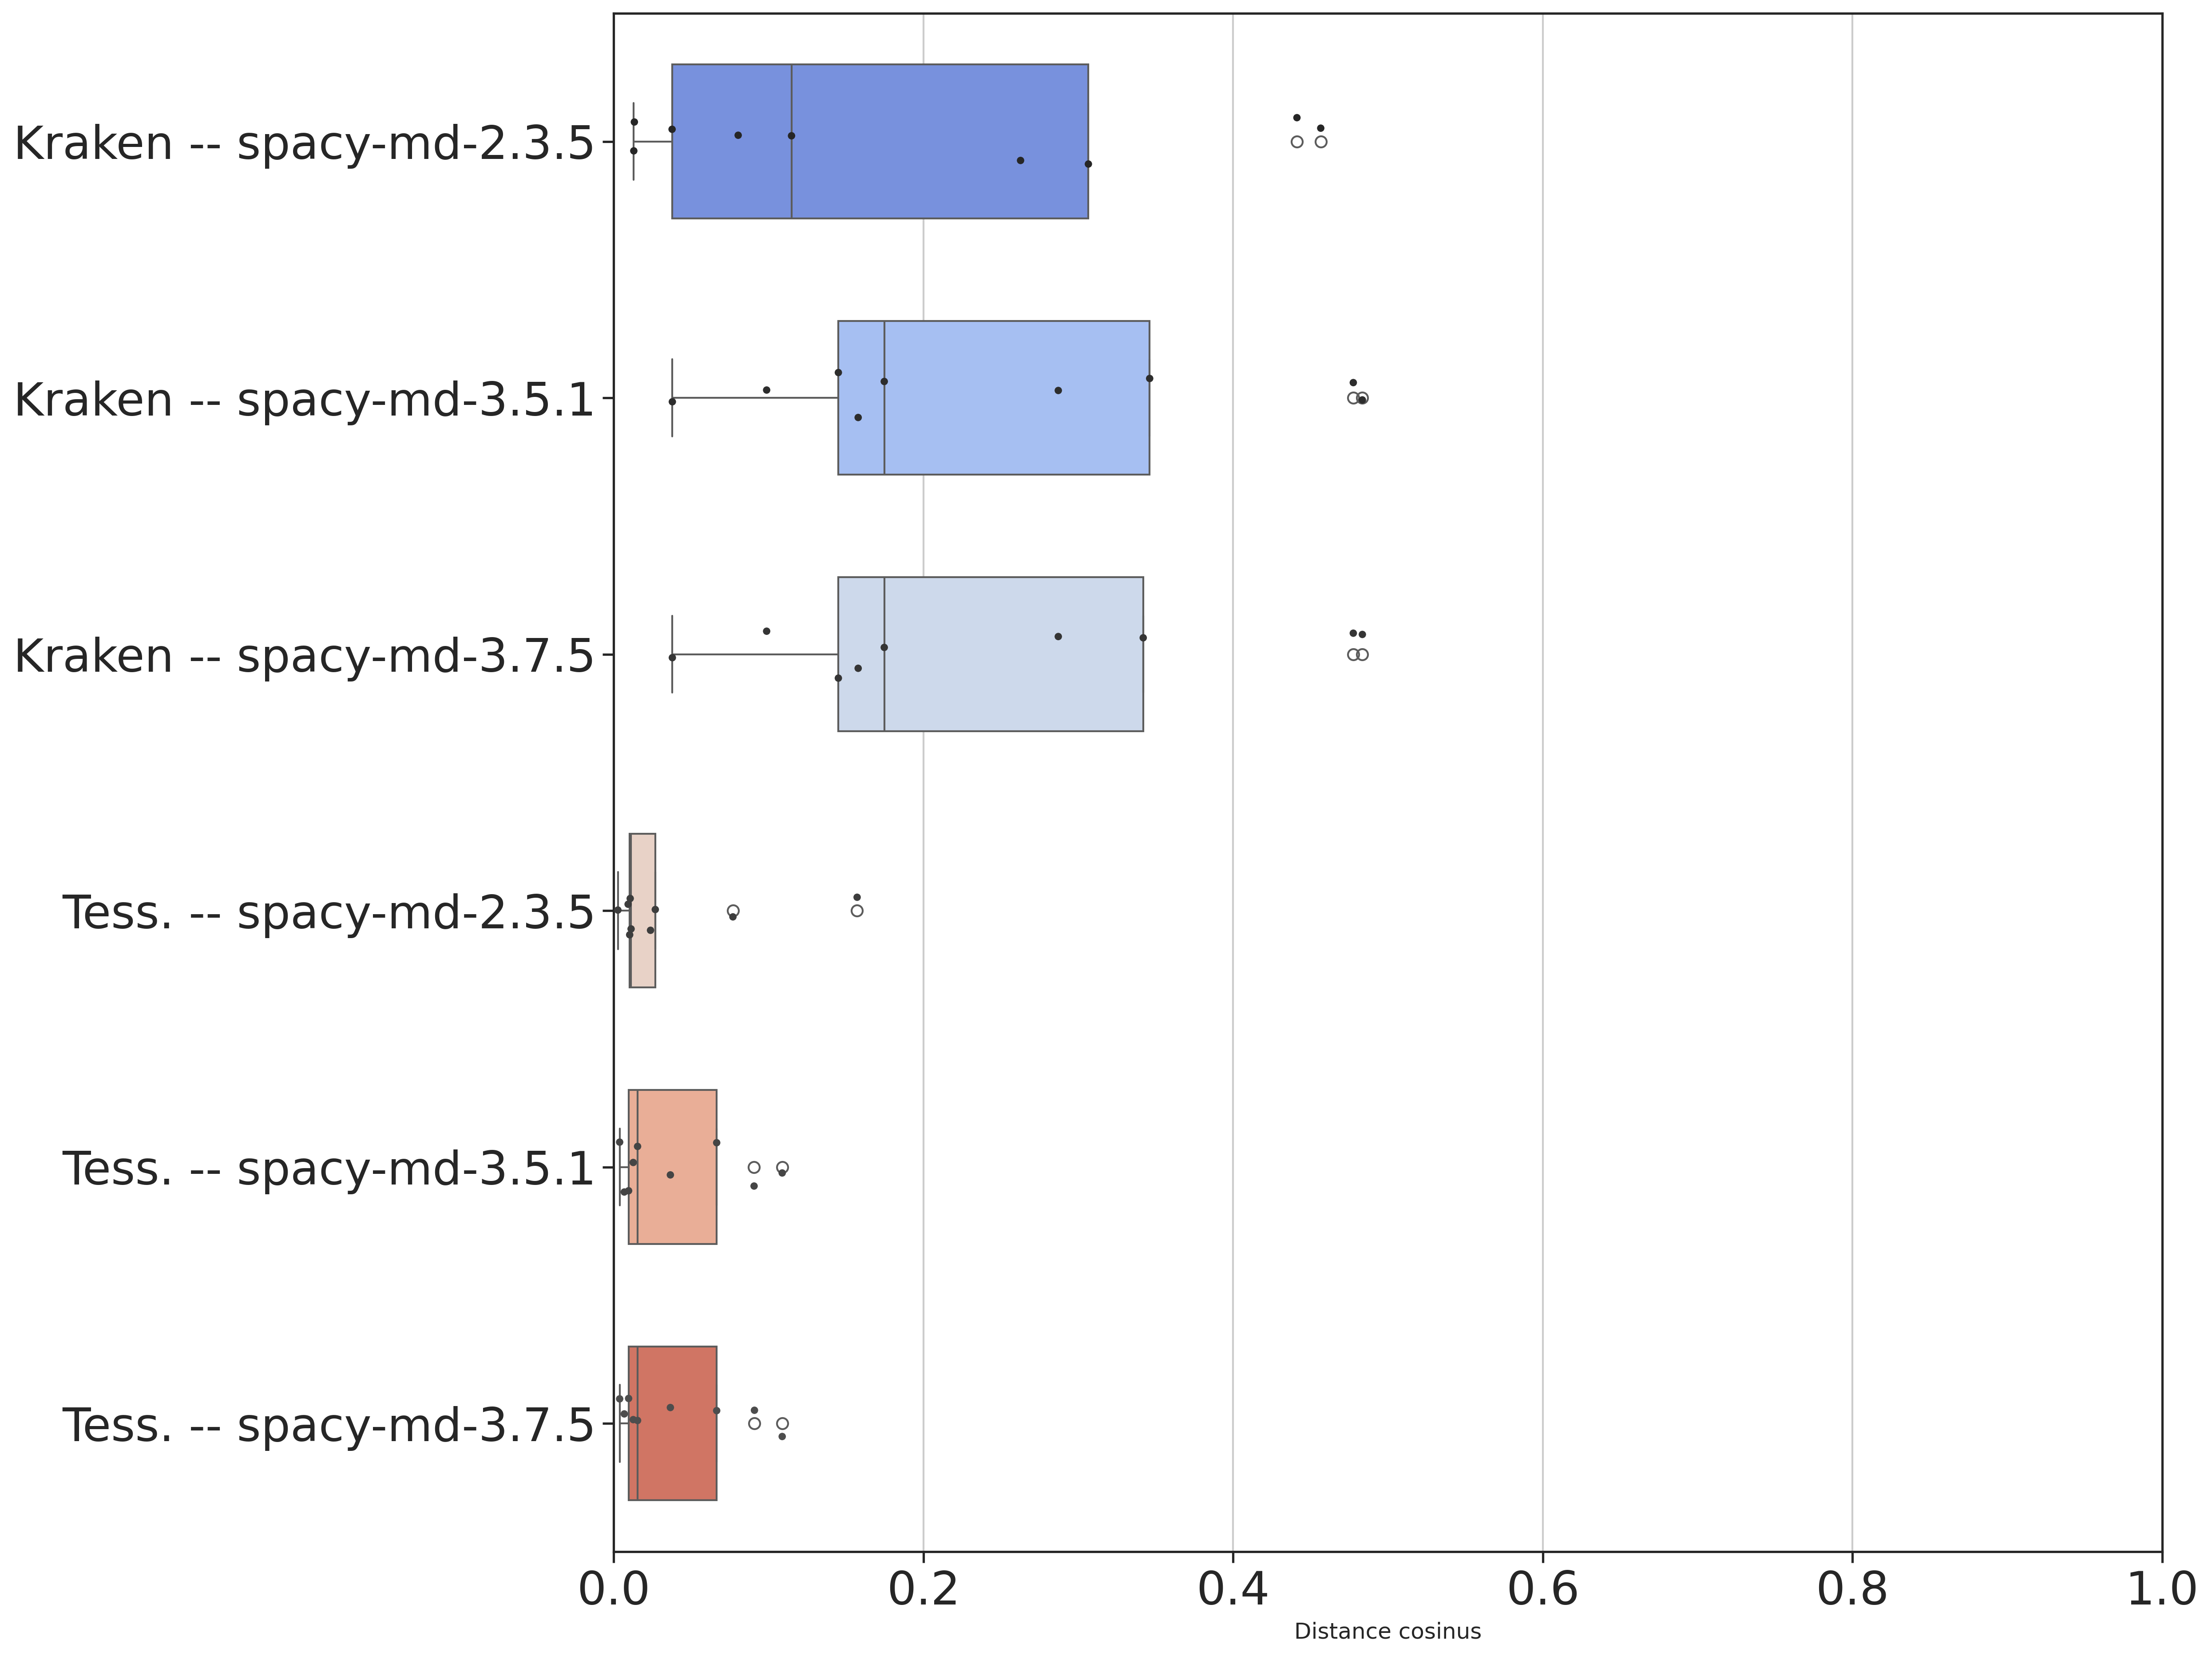 Kraken -- spacy-md-2.3.5
Kraken -- spacy-md-3.5.1
Kraken -- spacy-md-3.7.5
Tess. -- spacy-md-2.3.5
Tess. -- spacy-md-3.5.1
Tess. -- spacy-md-3.7.5
0.0 0.2 0.4 0.6 0.8 1.0
Distance cosinus